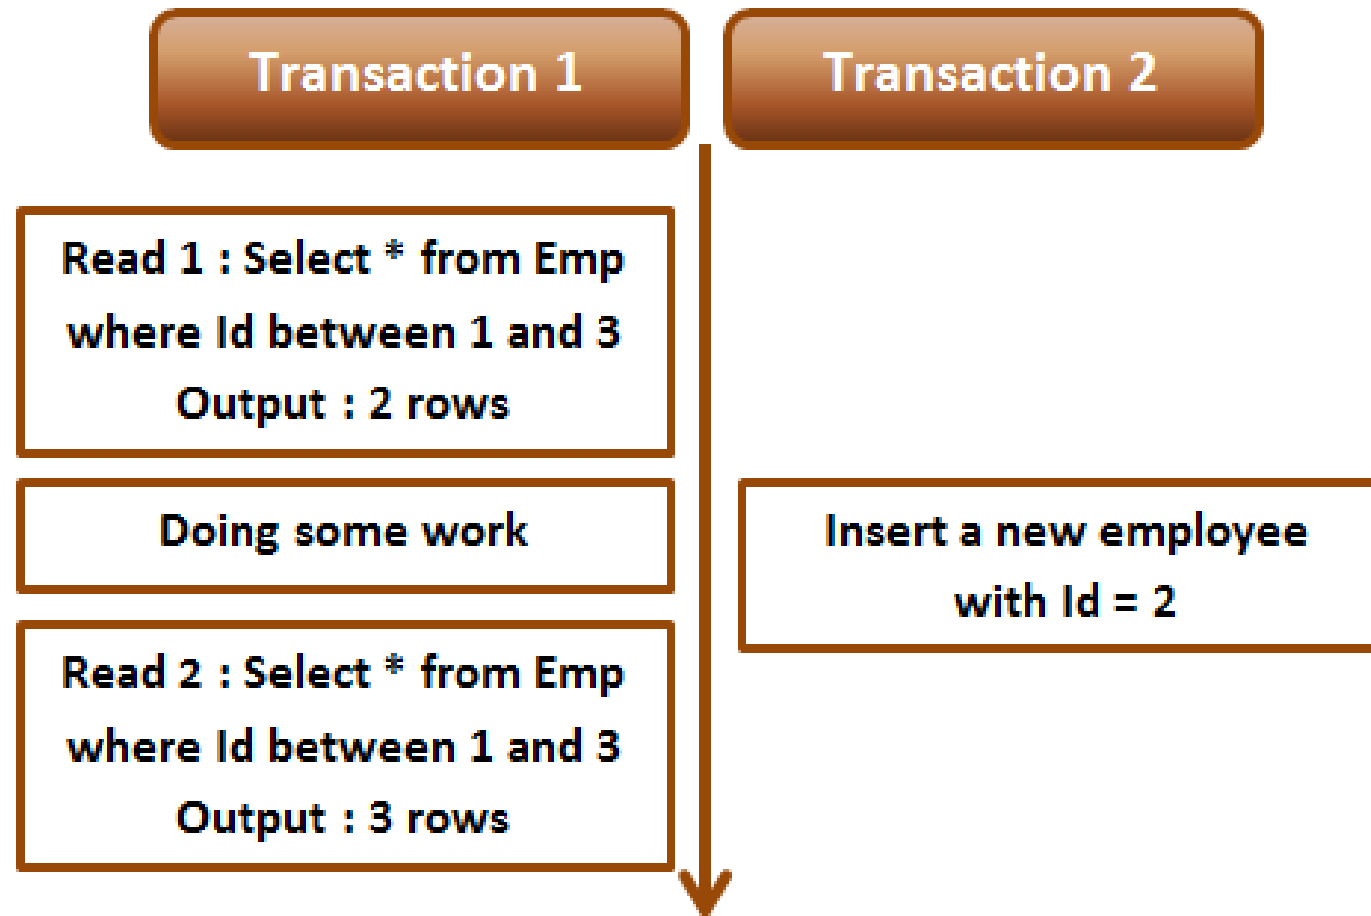 Transaction 1
Transaction 2
Read 1 : Select * from Emp
where Id between 1 and 3
Output : 2 rows
Doing some work
Insert a new employee
with Id = 2
Read 2 : Select * from Emp
where Id between 1 and 3
Output : 3 rows